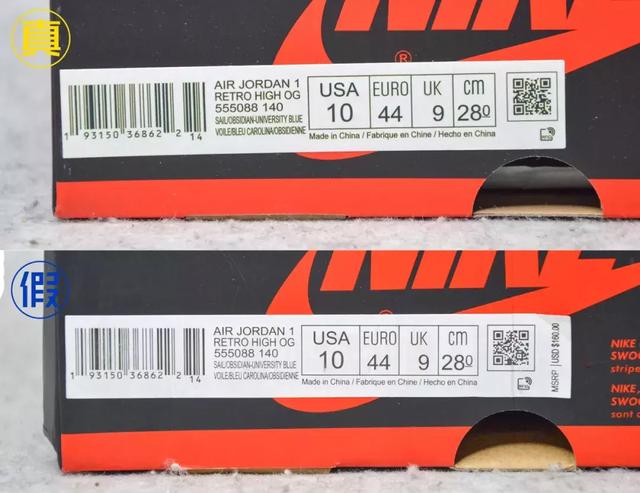 真
NIKE
®
AIR JORDAN 1
RETRO HIGH OG
555088 140
SAIL/OBSIDIAN-UNIVERSITY BLUE
VOILE/BLEU CAROLINA/OBSIDIENNE
1 93150 36862 2 14
USA 10
EURO 44
UK 9
CM 28.0
Made in China / Fabrique en Chine / Hecho en China
假
NIKE
AIR JORDAN 1
RETRO HIGH OG
555088 140
SAIL/OBSIDIAN-UNIVERSITY BLUE
VOILE/BLEU CAROLINA/OBSIDIENNE
1 93150 36862 2 14
USA 10
EURO 44
UK 9
CM 28.0
Made in China / Fabrique en Chine / Hecho en China
MSRP | USD $160.00
NIKE
SWOO
stripe
NIKE,
SWOO
sont d